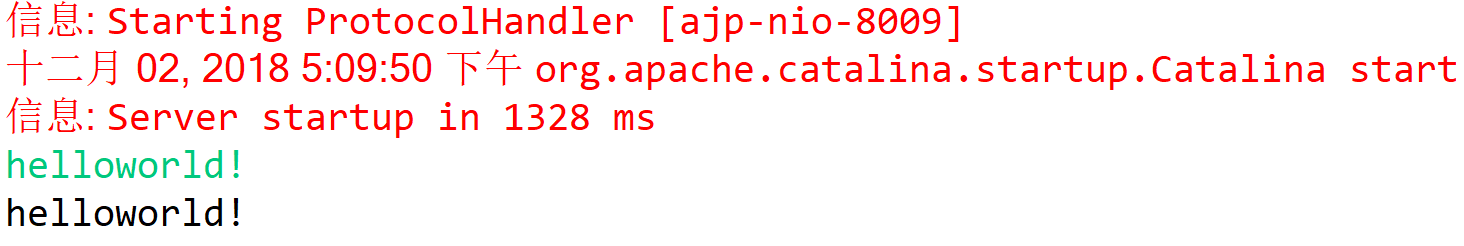 信息: Starting ProtocolHandler [ajp-nio-8009]
十二月 02, 2018 5:09:50 下午 org.apache.catalina.startup.Catalina start
信息: Server startup in 1328 ms
helloworld!
helloworld!